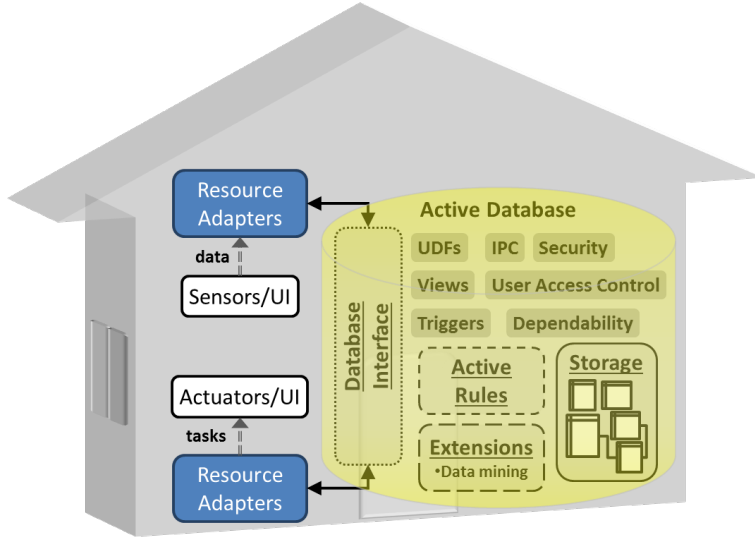 Resource
Adapters
data
Sensors/UI
Actuators/UI
tasks
Resource
Adapters
Active Database
Database
Interface
UDFs
IPC
Security
Views
User Access Control
Triggers
Dependability
Active
Rules
Extensions
•Data mining
Storage